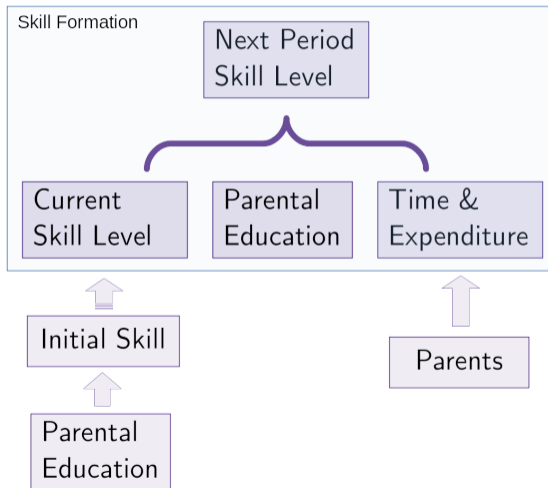 Skill Formation
Next Period
Skill Level
Current
Skill Level
Parental
Education
Time &
Expenditure
Initial Skill
Parents
Parental
Education